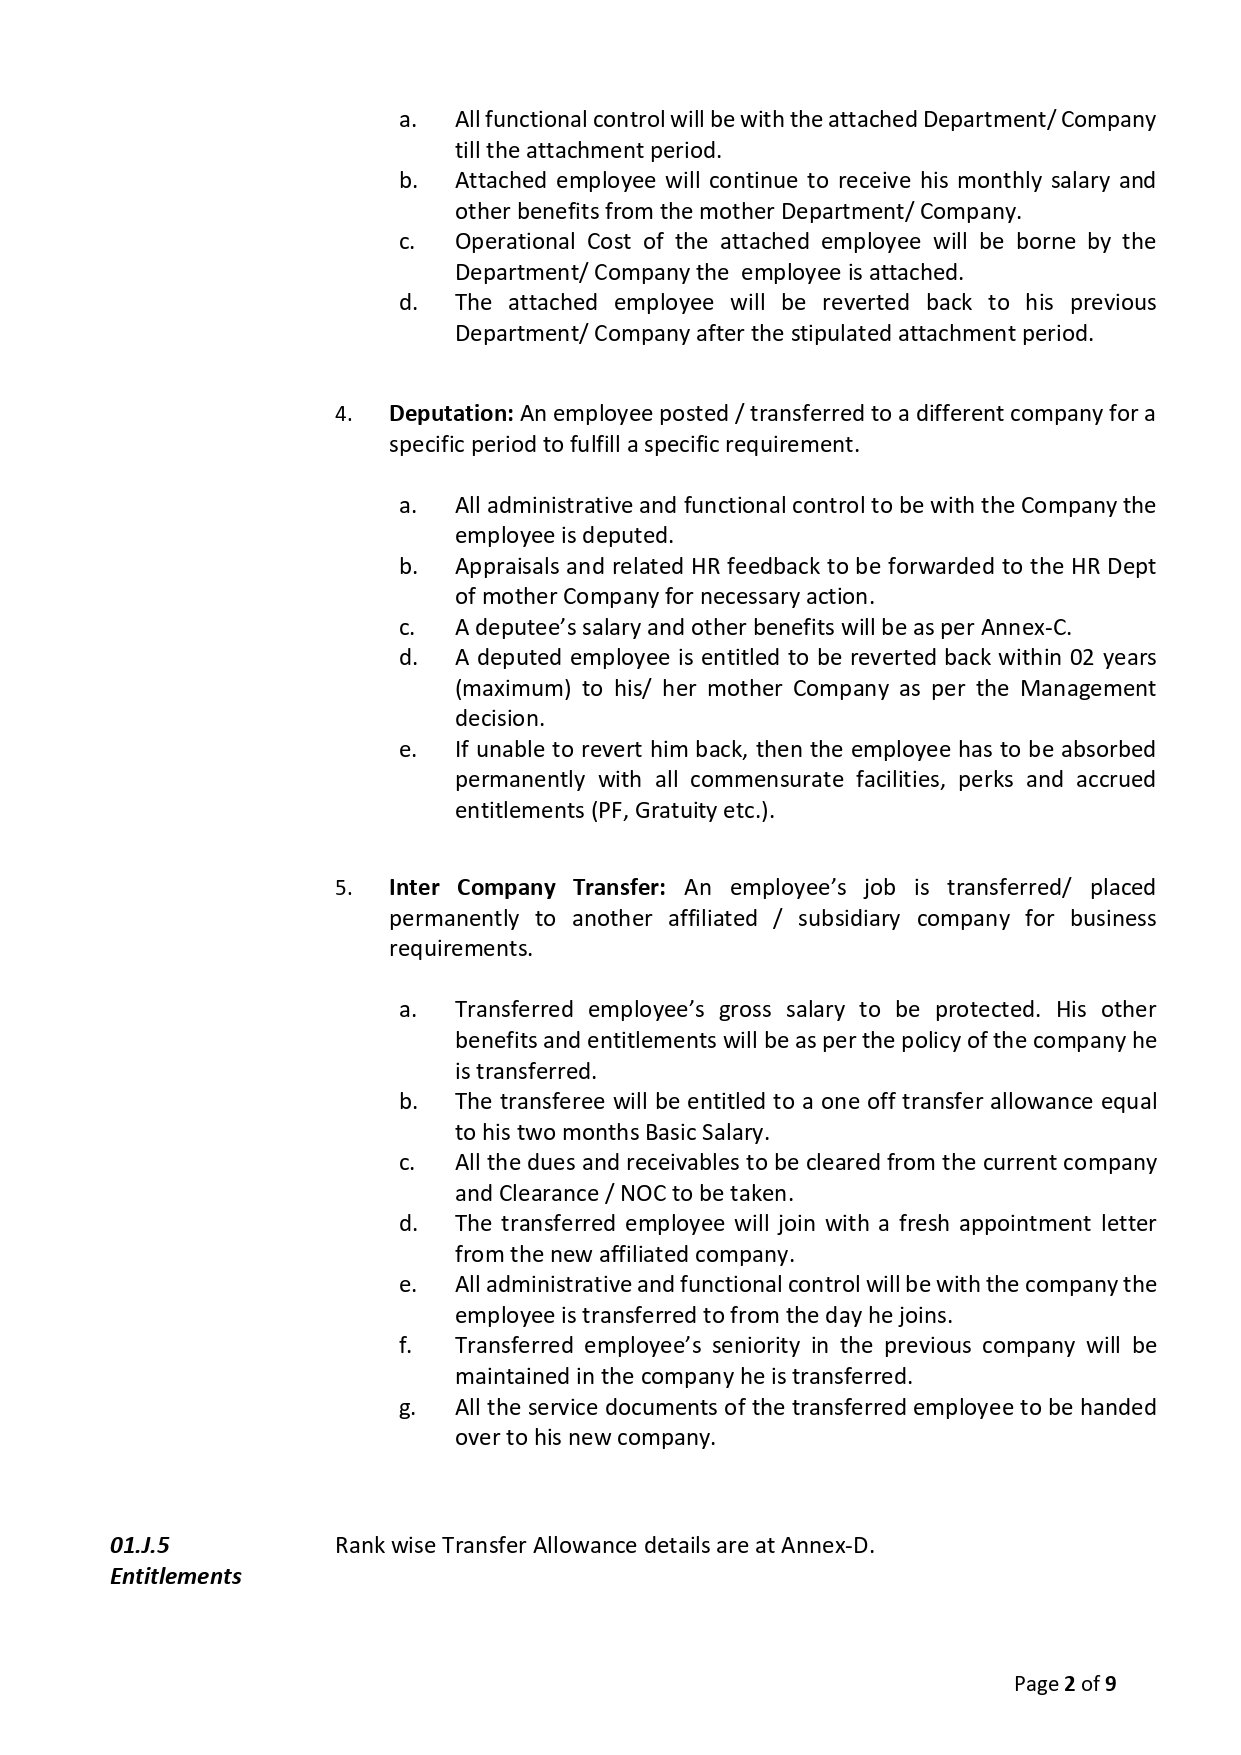 a. All functional control will be with the attached Department/ Company
till the attachment period.
b. Attached employee will continue to receive his monthly salary and
other benefits from the mother Department/ Company.
c. Operational Cost of the attached employee will be borne by the
Department/ Company the  employee is attached.
d. The attached employee will be reverted back to his previous
Department/ Company after the stipulated attachment period.
4. Deputation: An employee posted / transferred to a different company for a
specific period to fulfill a specific requirement.
a. All administrative and functional control to be with the Company the
employee is deputed.
b. Appraisals and related HR feedback to be forwarded to the HR Dept
of mother Company for necessary action.
c. A deputee’s salary and other benefits will be as per Annex-C.
d. A deputed employee is entitled to be reverted back within 02 years
(maximum) to his/ her mother Company as per the Management
decision.
e. If unable to revert him back, then the employee has to be absorbed
permanently with all commensurate facilities, perks and accrued
entitlements (PF, Gratuity etc.).
5. Inter Company Transfer: An employee’s job is transferred/ placed
permanently to another affiliated / subsidiary company for business
requirements.
a. Transferred employee’s gross salary to be protected. His other
benefits and entitlements will be as per the policy of the company he
is transferred.
b. The transferee will be entitled to a one off transfer allowance equal
to his two months Basic Salary.
c. All the dues and receivables to be cleared from the current company
and Clearance / NOC to be taken.
d. The transferred employee will join with a fresh appointment letter
from the new affiliated company.
e. All administrative and functional control will be with the company the
employee is transferred to from the day he joins.
f. Transferred employee’s seniority in the previous company will be
maintained in the company he is transferred.
g. All the service documents of the transferred employee to be handed
over to his new company.
01.J.5 Rank wise Transfer Allowance details are at Annex-D.
Entitlements
Page 2 of 9